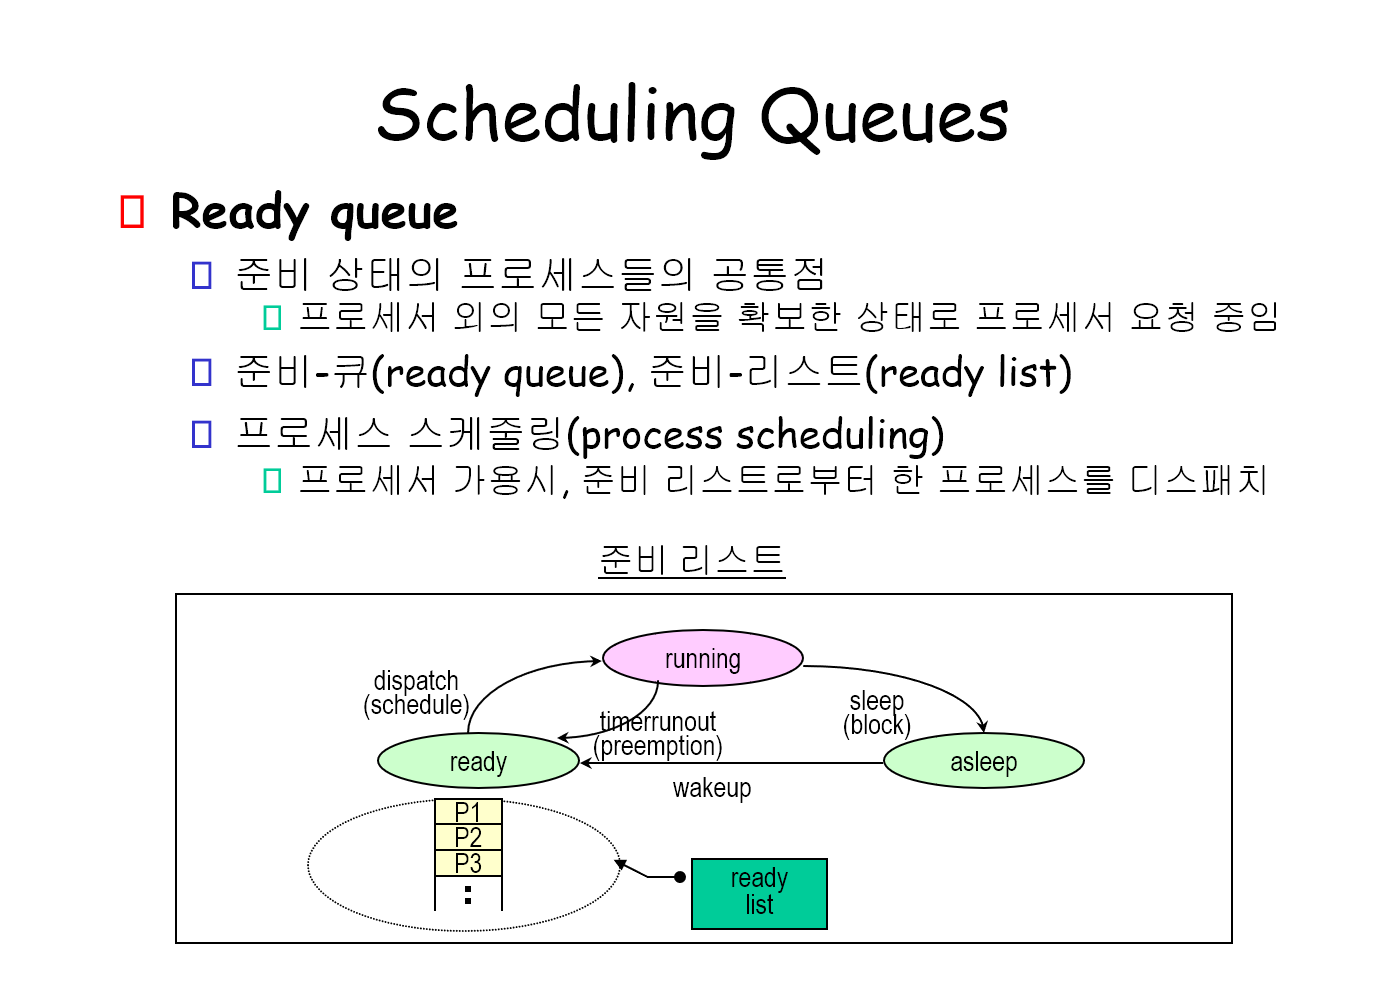 Scheduling Queues
Ready queue
준비 상태의 프로세스들의 공통점
프로세서 외의 모든 자원을 확보한 상태로 프로세서 요청 중임
준비-큐(ready queue), 준비-리스트(ready list)
프로세스 스케줄링(process scheduling)
프로세서 가용시, 준비 리스트로부터 한 프로세스를 디스패치
준비 리스트
running
dispatch
(schedule)
sleep
(block)
timerrunout
(preemption)
ready
asleep
wakeup
P1
P2
P3
:
ready
list